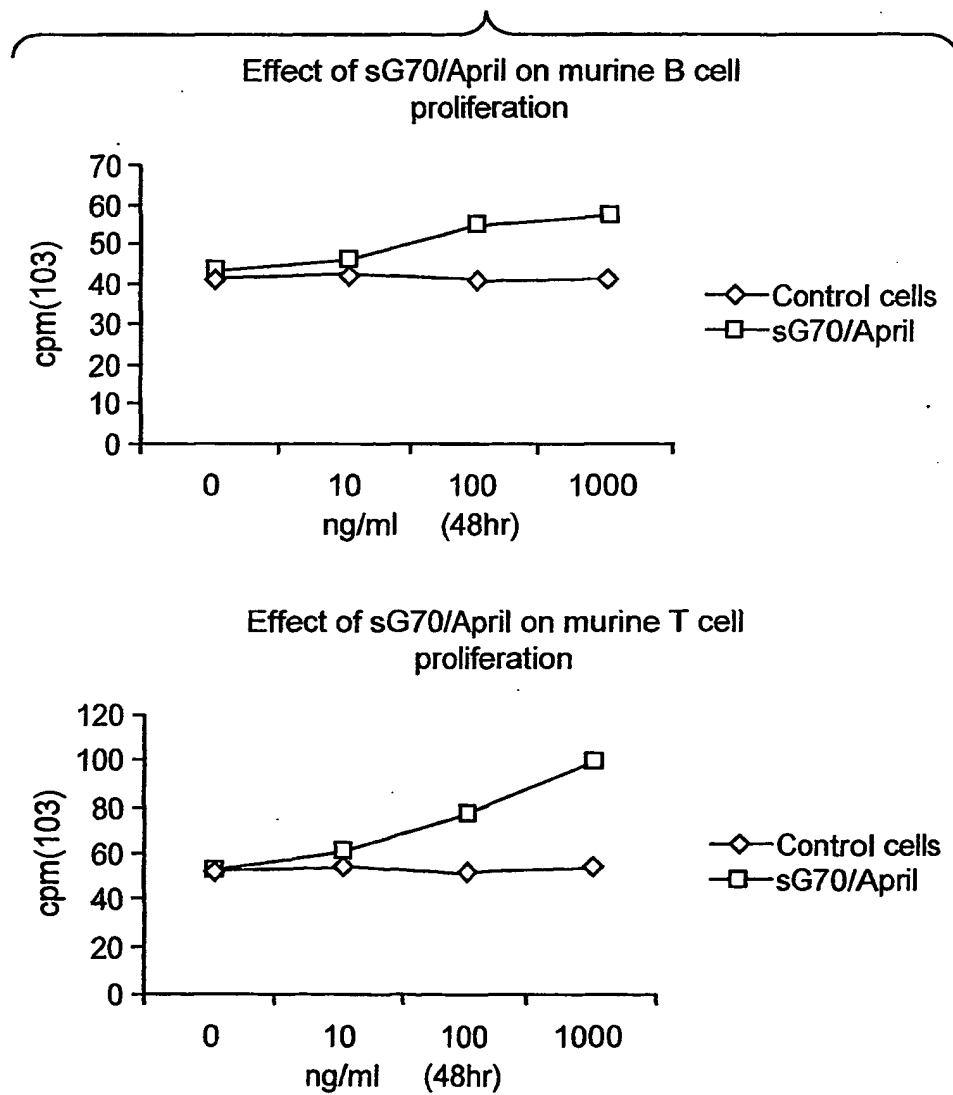 Effect of sG70/April on murine B cell
proliferation
70
60
50
40
30
20
10
0
cpm(103)
0 10 100 1000
ng/ml (48hr)
Control cells
sG70/April
Effect of sG70/April on murine T cell
proliferation
120
100
80
60
40
20
0
cpm(103)
0 10 100 1000
ng/ml (48hr)
Control cells
sG70/April